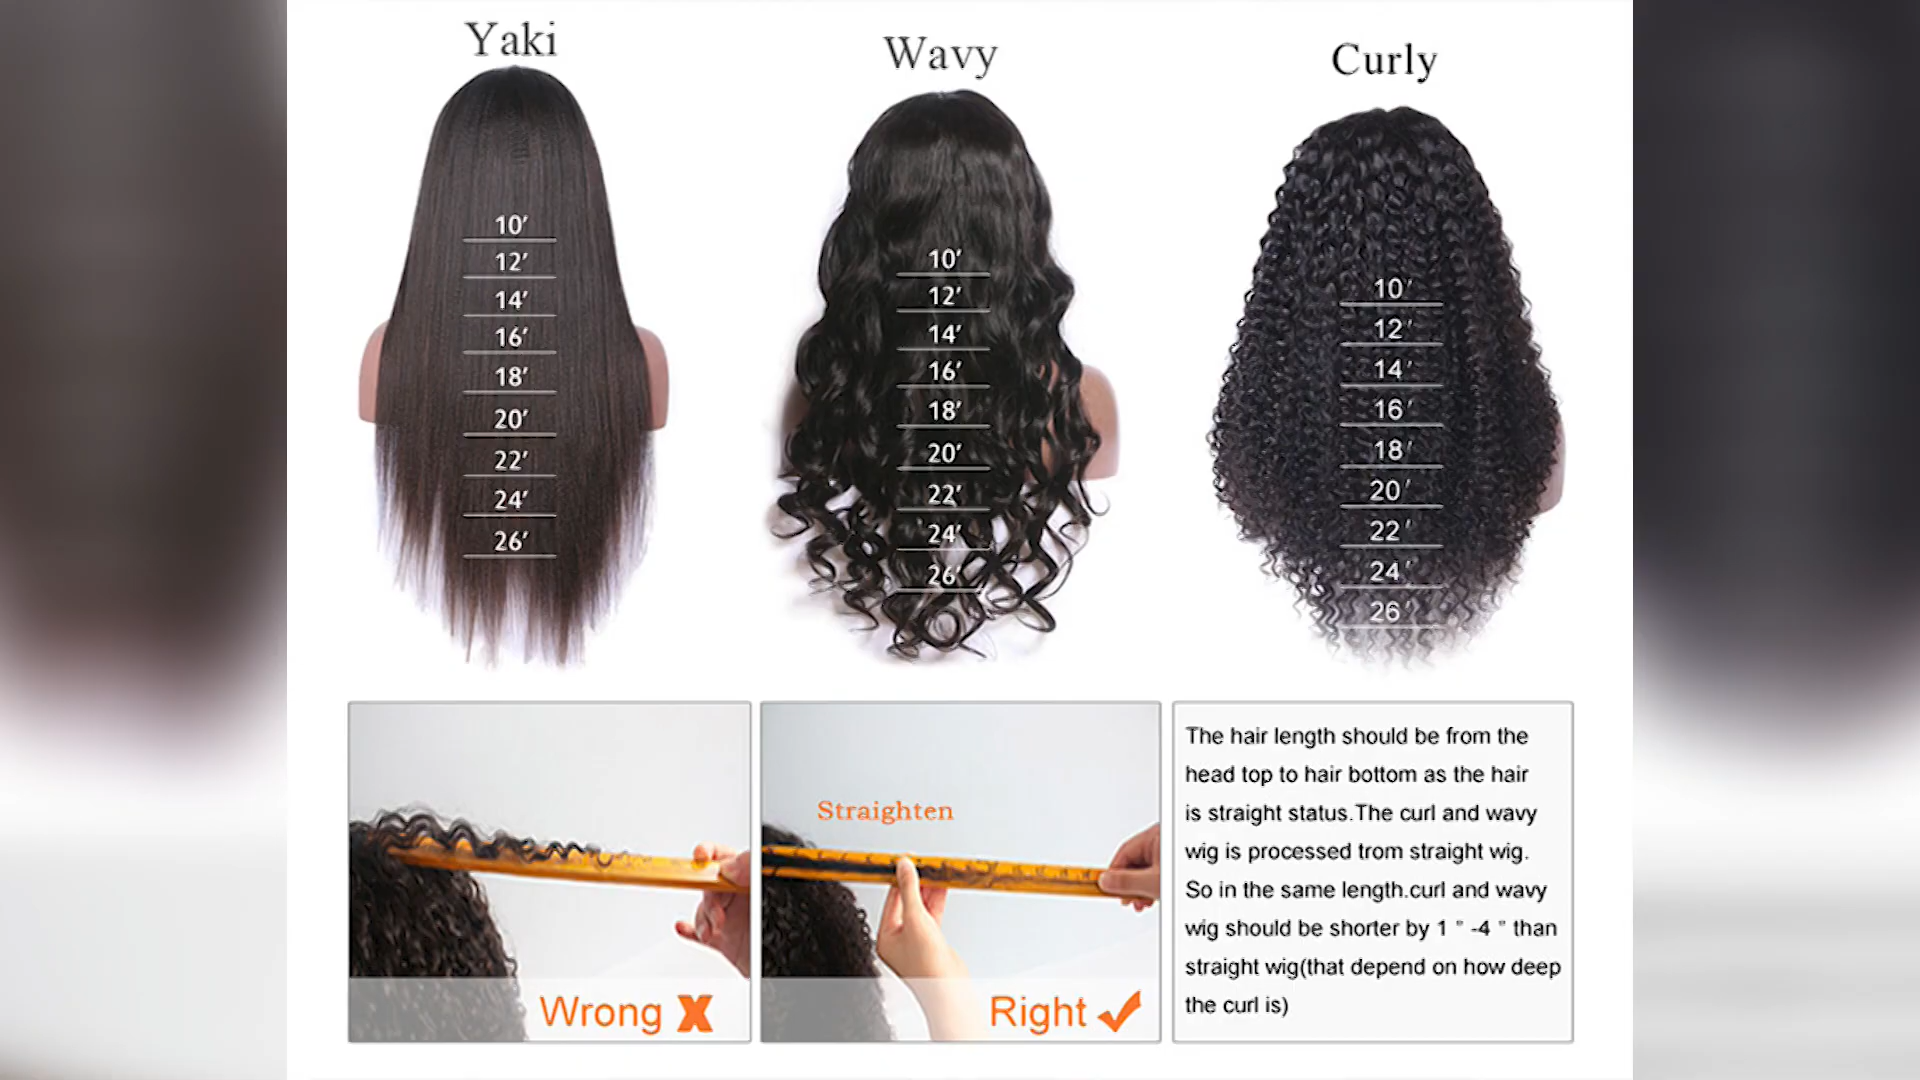 Yaki
Wavy
Curly
10'
12'
14'
16'
18'
20'
22'
24'
26'
10'
12'
14'
16'
18'
20'
22'
24'
26'
10'
12'
14'
16'
18'
20'
22'
24'
26'
Wrong X
Straighten
Right
The hair length should be from the
head top to hair bottom as the hair
is straight status.The curl and wavy
wig is processed trom straight wig.
So in the same length.curl and wavy
wig should be shorter by 1 " -4 " than
straight wig(that depend on how deep
the curl is)